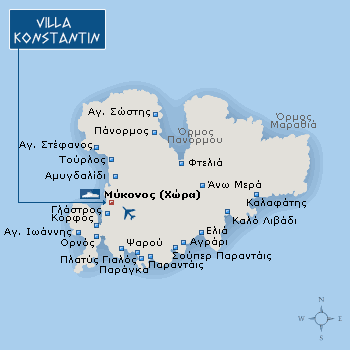 VILLA
KONSTANTIN
Αγ. Σώστης
Πάνορμος
Όρμος
Πανόρμου
Όρμος
Μαραθιά
Αγ. Στέφανος
Τούρλος
Φτελιά
Αμυγδαλίδι
Άνω Μερά
Μύκονος (Χώρα)
Καλαφάτης
Γλάστρος
Κόρφος
Καλό Λιβάδι
Αγ. Ιωάννης
Ελιά
Ορνός
Αγράρι
Ψαρού
Σούπερ Παραντάις
Πλατύς Γιαλός
Παραντάις
Παράγκα
N
W E
S